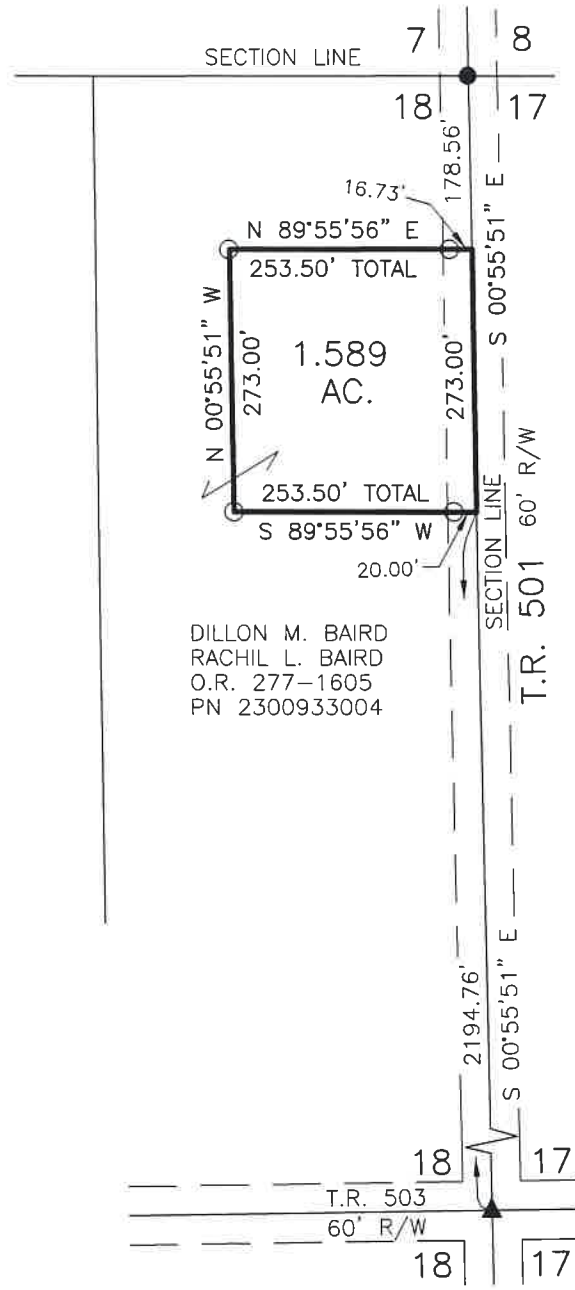 7
8
SECTION LINE
18
17
178.56'
16.73'
S 00°55'51" E
N 89°55'56" E
253.50' TOTAL
N 00°55'51" W
273.00'
1.589
AC.
273.00'
253.50' TOTAL
S 89°55'56" W
20.00'
SECTION LINE
60' R/W
T.R. 501
DILLON M. BAIRD
RACHIL L. BAIRD
O.R. 277-1605
PN 2300933004
2194.76'
S 00°55'51" E
18
17
T.R. 503
60' R/W
18
17